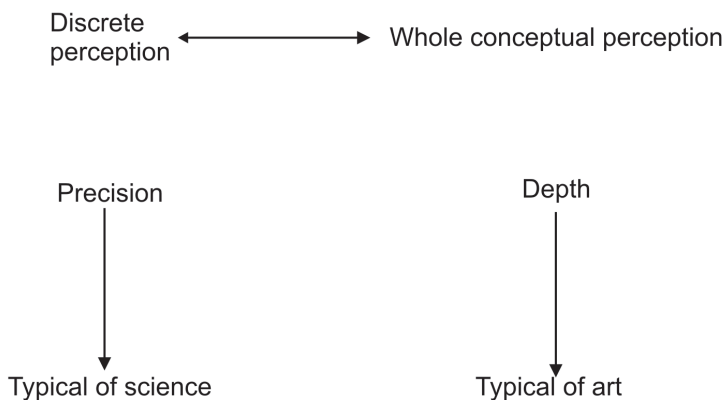 Discrete
perception
Whole conceptual perception
Precision
Depth
Typical of science
Typical of art